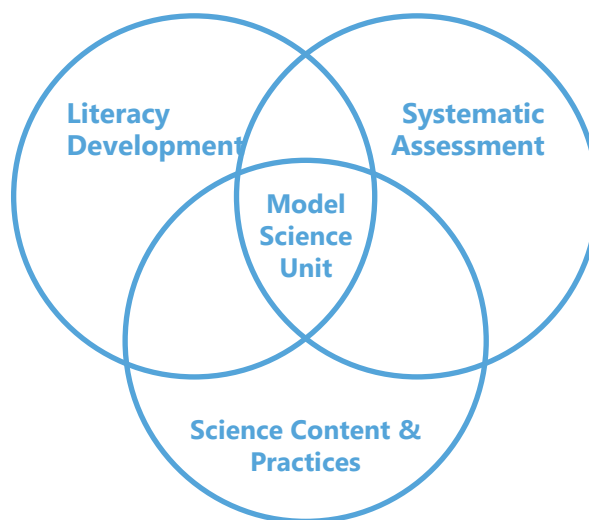 Literacy
Development
Systematic
Assessment
Model
Science
Unit
Science Content &
Practices